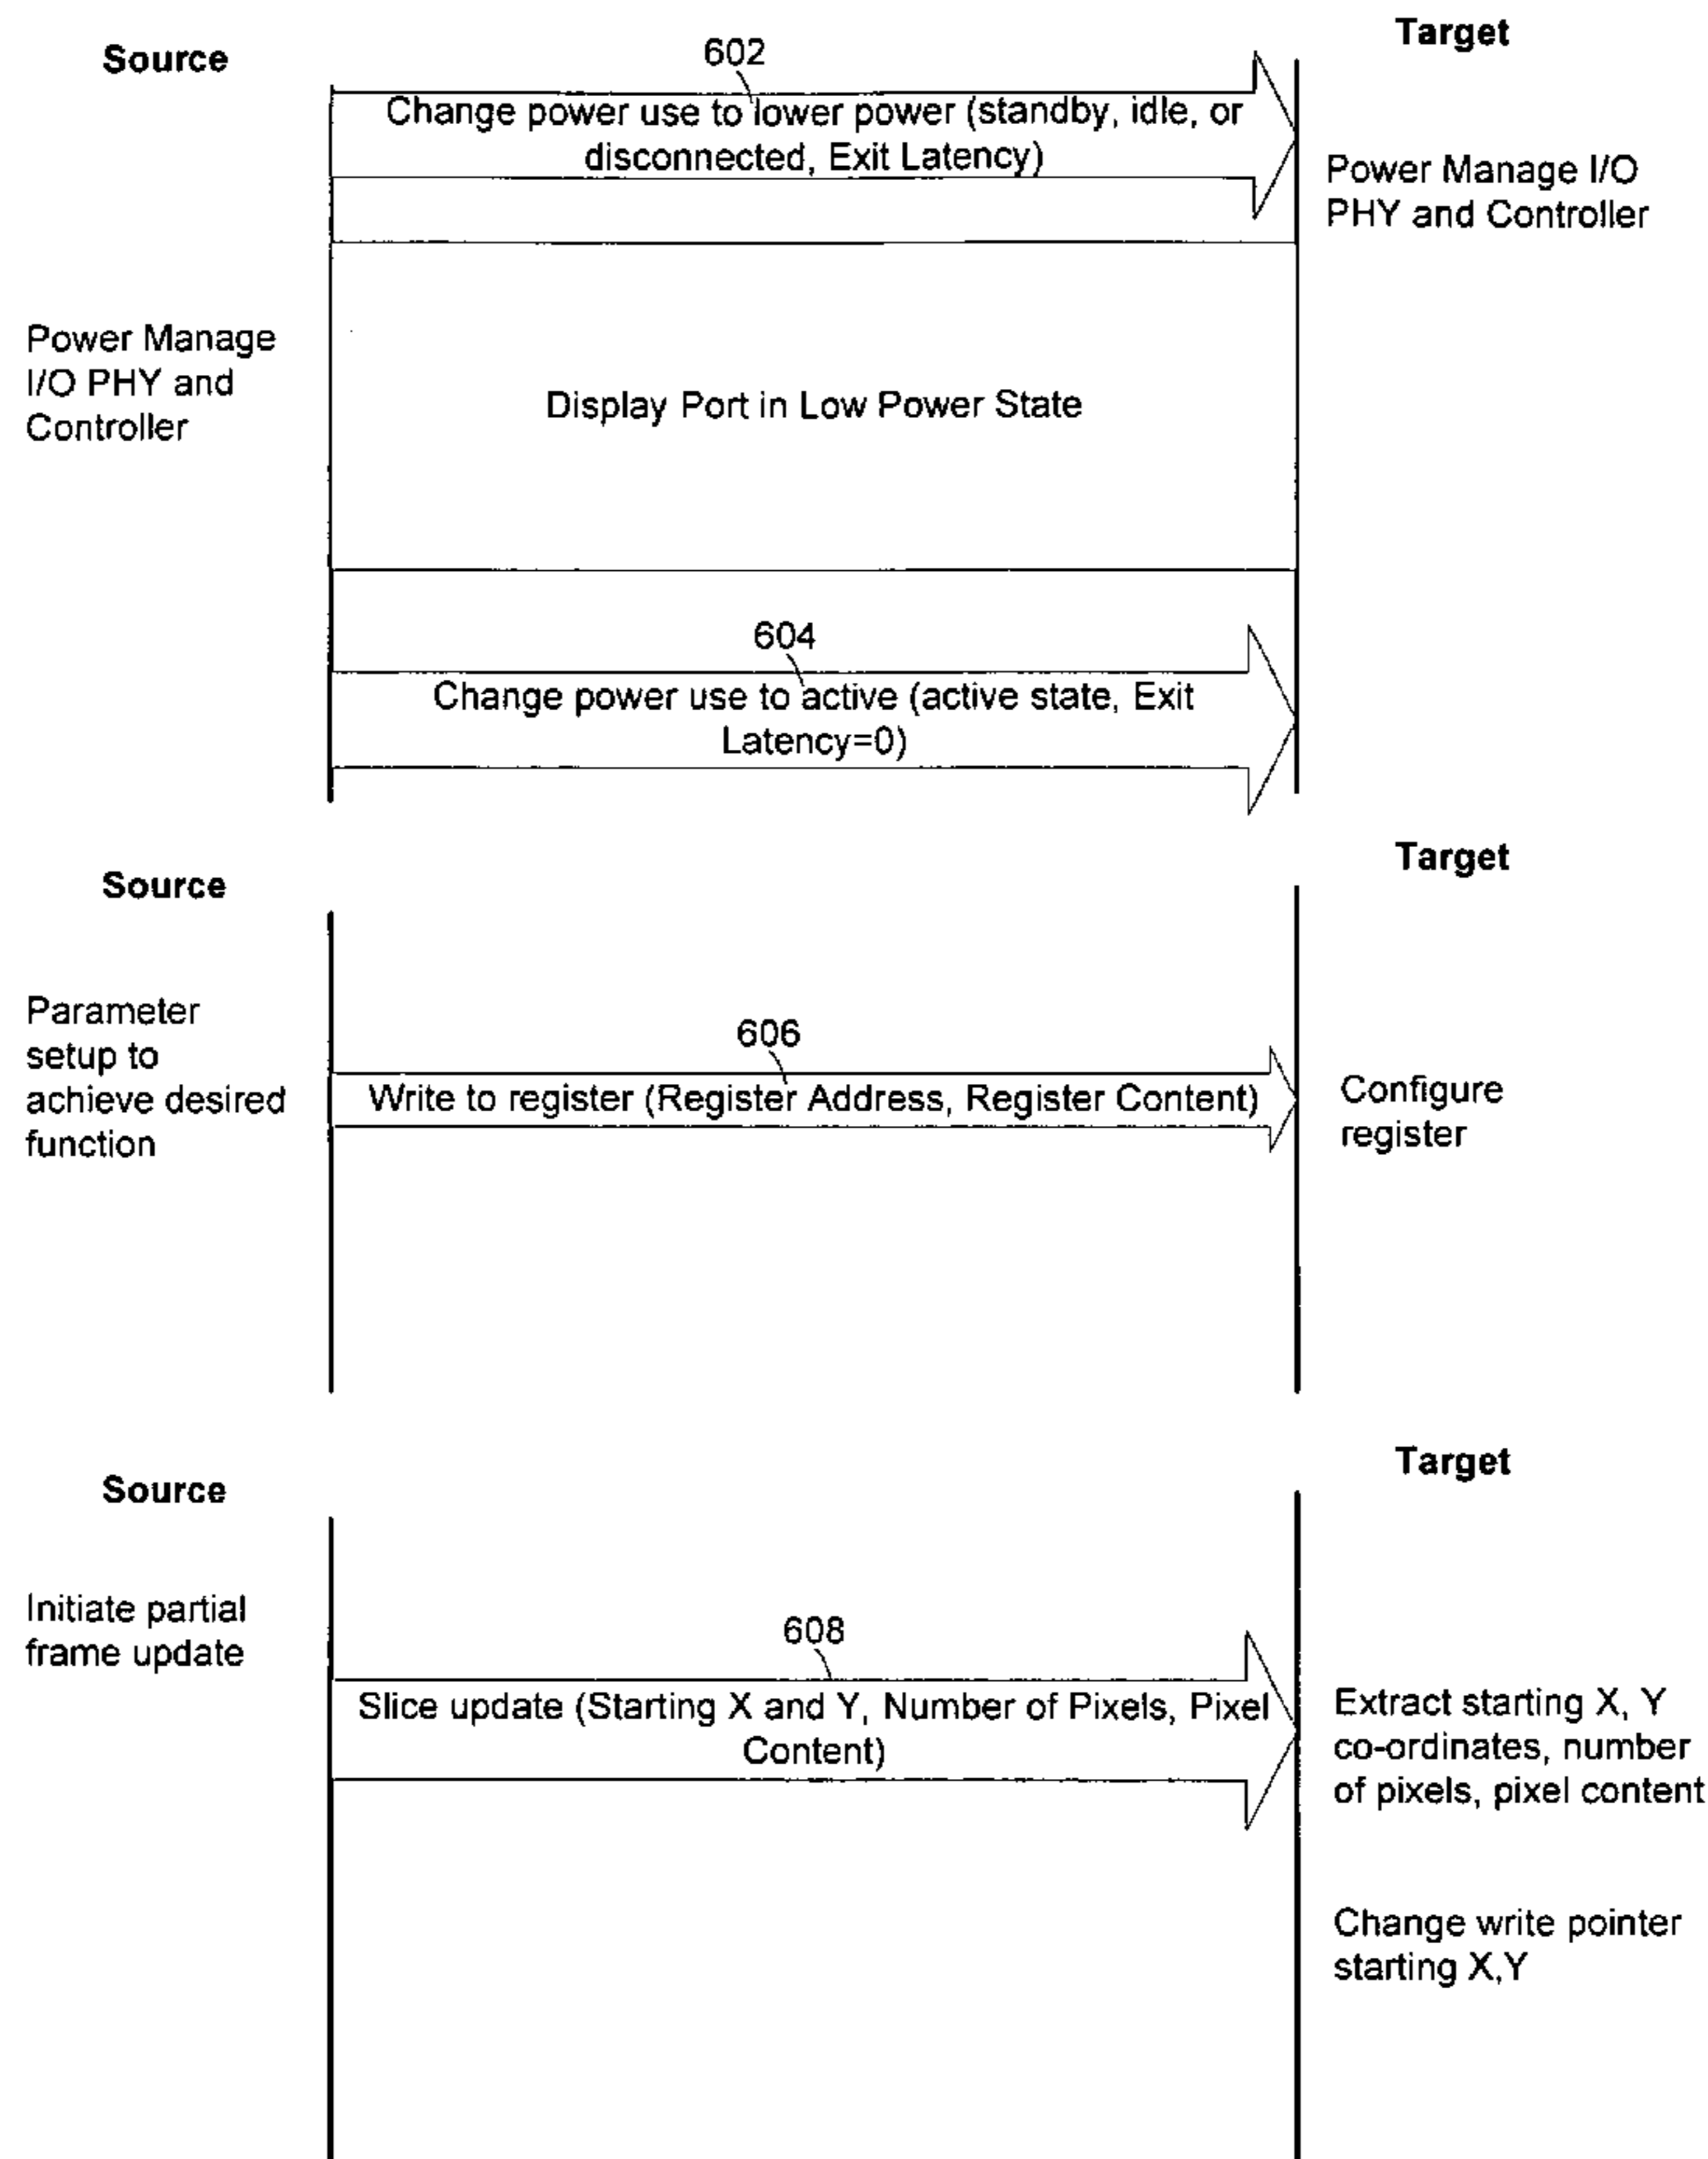 Source
Target
602
Change power use to lower power (standby, idle, or
disconnected, Exit Latency)
Power Manage I/O
PHY and Controller
Power Manage
I/O PHY and
Controller
Display Port in Low Power State
604
Change power use to active (active state, Exit
Latency=0)
Source
Target
Parameter
setup to
achieve desired
function
606
Write to register (Register Address, Register Content)
Configure
register
Source
Target
Initiate partial
frame update
608
Slice update (Starting X and Y, Number of Pixels, Pixel
Content)
Extract starting X, Y
co-ordinates, number
of pixels, pixel content
Change write pointer
starting X,Y